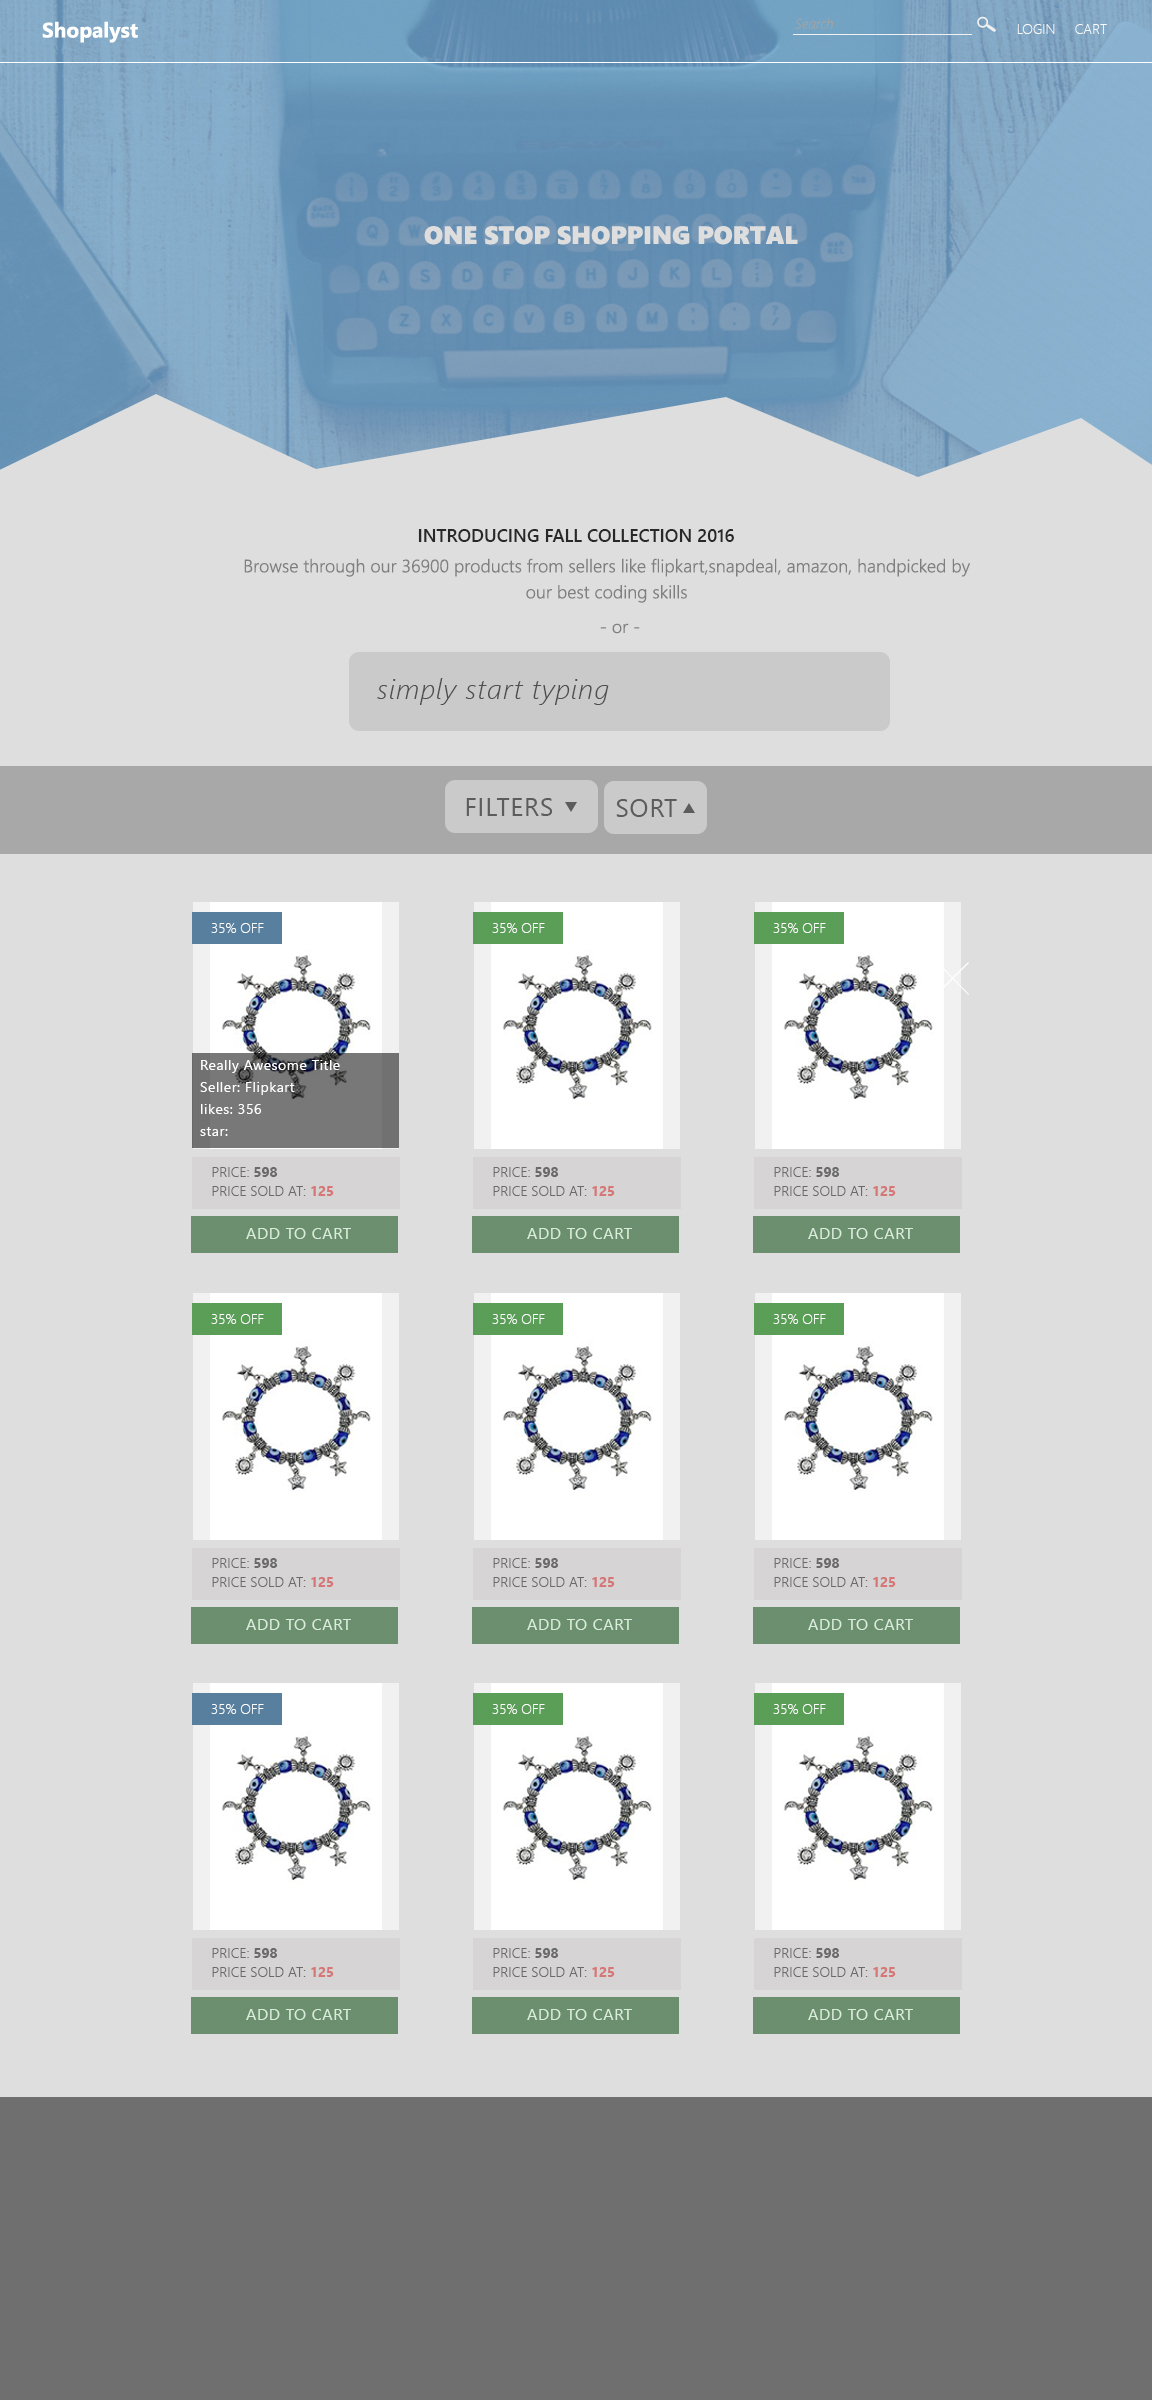 Shopalyst
Search
LOGIN CART
ONE STOP SHOPPING PORTAL
INTRODUCING FALL COLLECTION 2016
Browse through our 36900 products from sellers like flipkart,snapdeal, amazon, handpicked by
our best coding skills
- or -
simply start typing
FILTERS
SORT
35% OFF
35% OFF
35% OFF
Really Awesome Title
Seller: Flipkart
likes: 356
star:
PRICE: 598
PRICE SOLD AT: 125
PRICE: 598
PRICE SOLD AT: 125
PRICE: 598
PRICE SOLD AT: 125
ADD TO CART
ADD TO CART
ADD TO CART
35% OFF
35% OFF
35% OFF
PRICE: 598
PRICE SOLD AT: 125
PRICE: 598
PRICE SOLD AT: 125
PRICE: 598
PRICE SOLD AT: 125
ADD TO CART
ADD TO CART
ADD TO CART
35% OFF
35% OFF
35% OFF
PRICE: 598
PRICE SOLD AT: 125
PRICE: 598
PRICE SOLD AT: 125
PRICE: 598
PRICE SOLD AT: 125
ADD TO CART
ADD TO CART
ADD TO CART